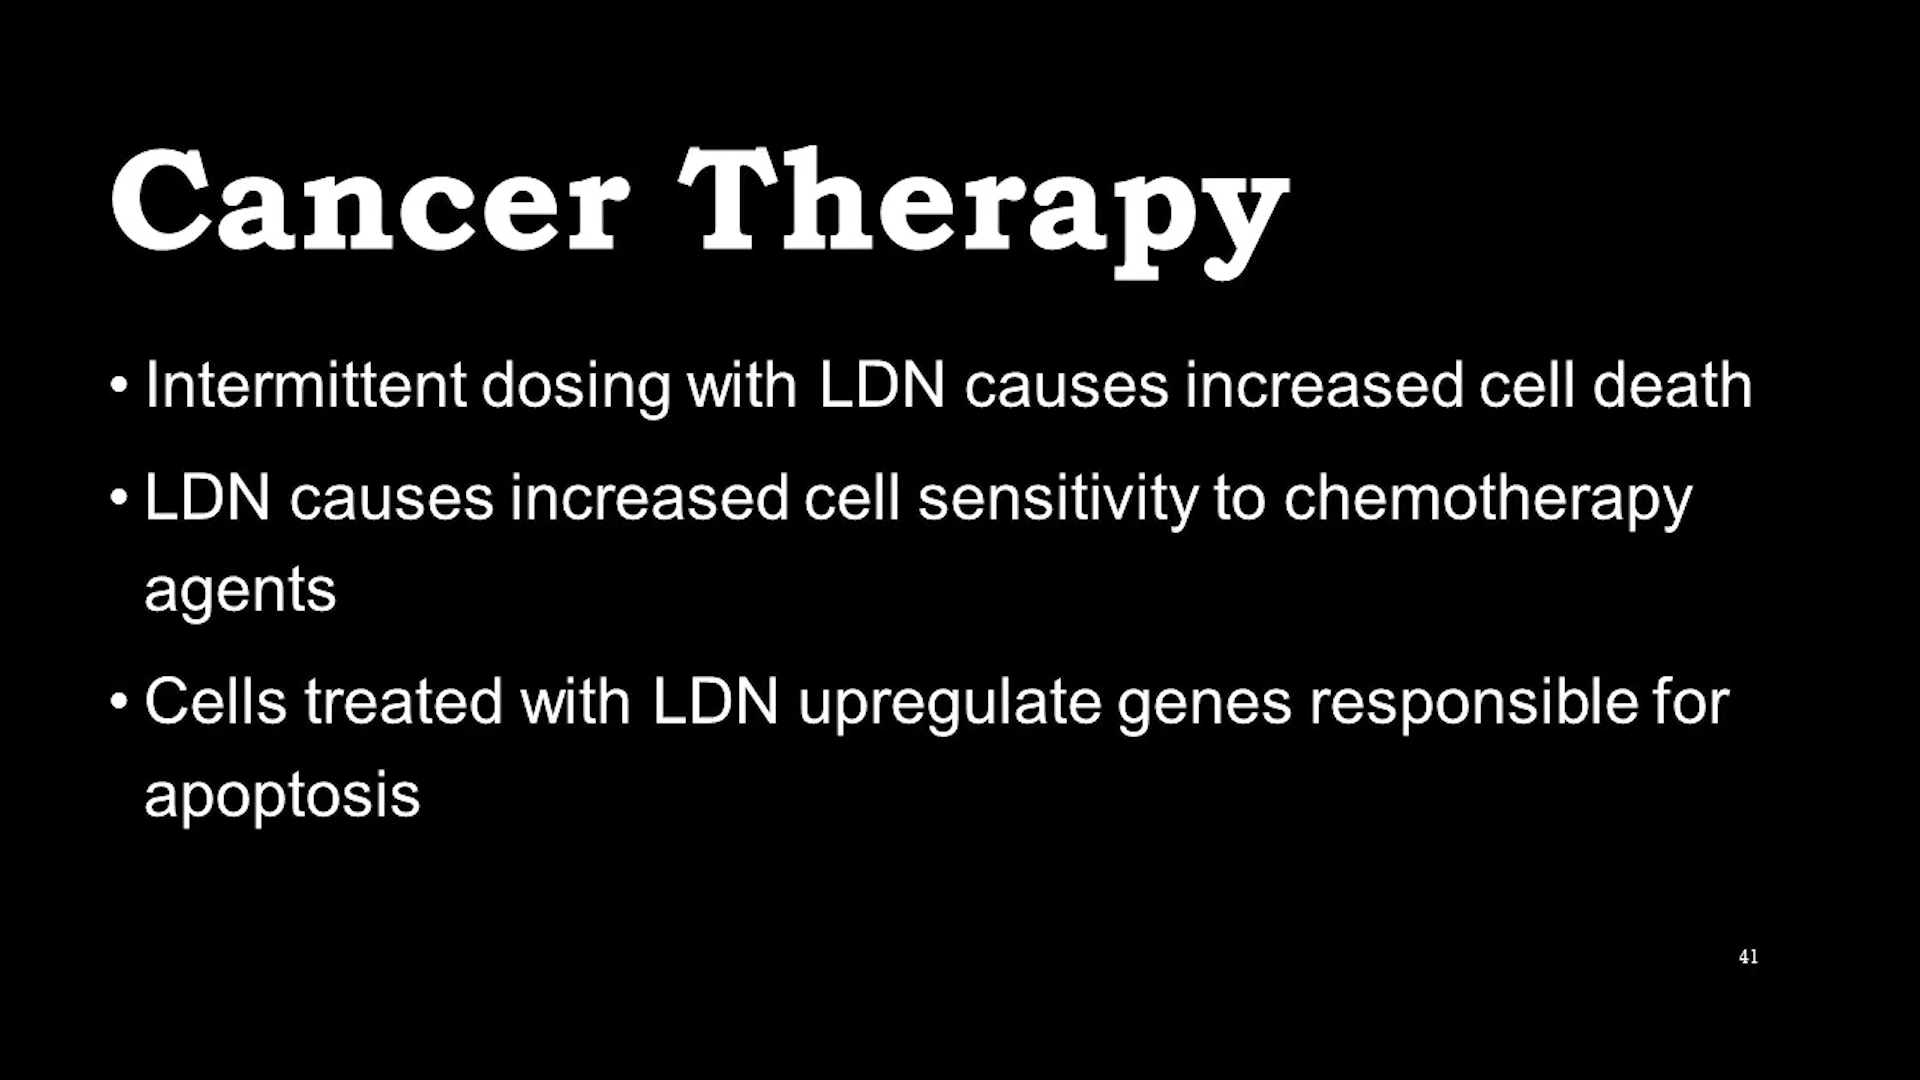 Cancer Therapy
• Intermittent dosing with LDN causes increased cell death
• LDN causes increased cell sensitivity to chemotherapy
agents
• Cells treated with LDN upregulate genes responsible for
apoptosis
41